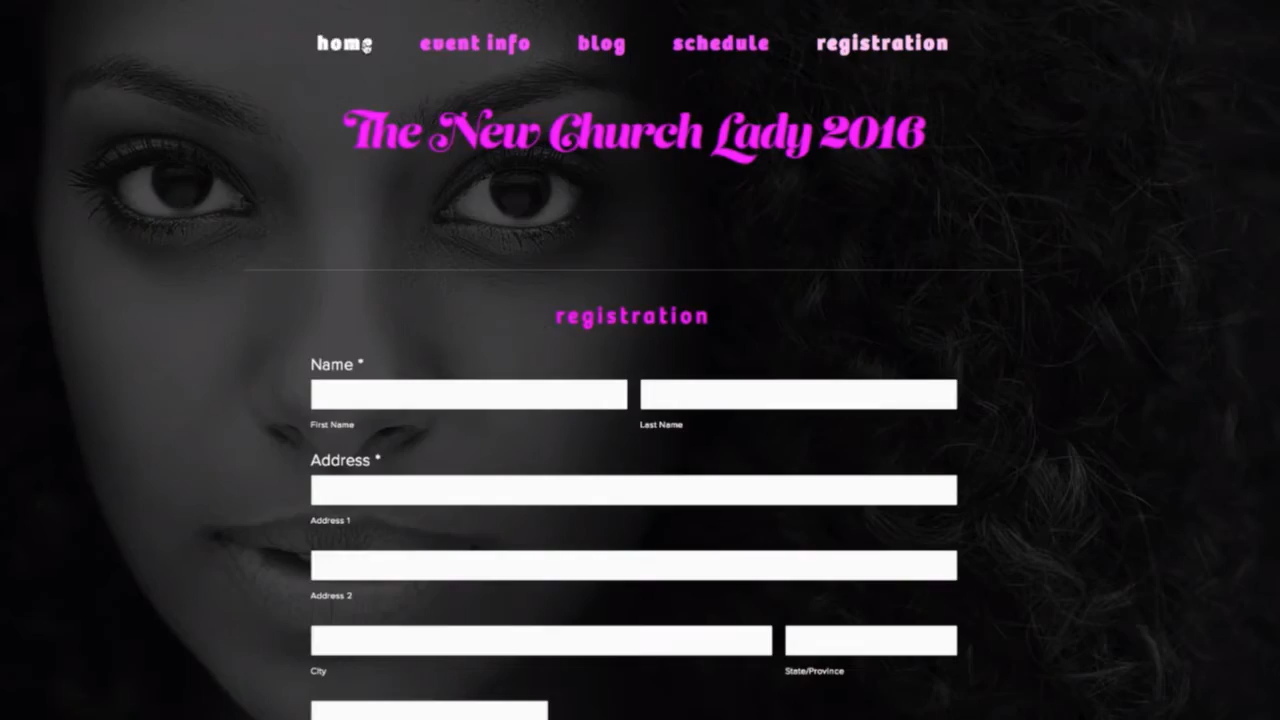 home event info blog schedule registration
The New Church Lady 2016
registration
Name *
First Name Last Name
Address *
Address 1
Address 2
City State/Province